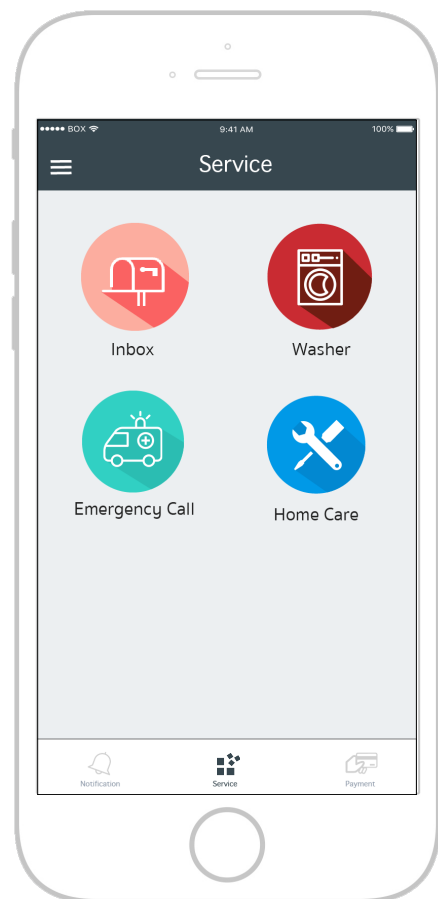 BOX 9:41 AM 100%
Service
Inbox Washer
Emergency Call Home Care
Notification Service Payment